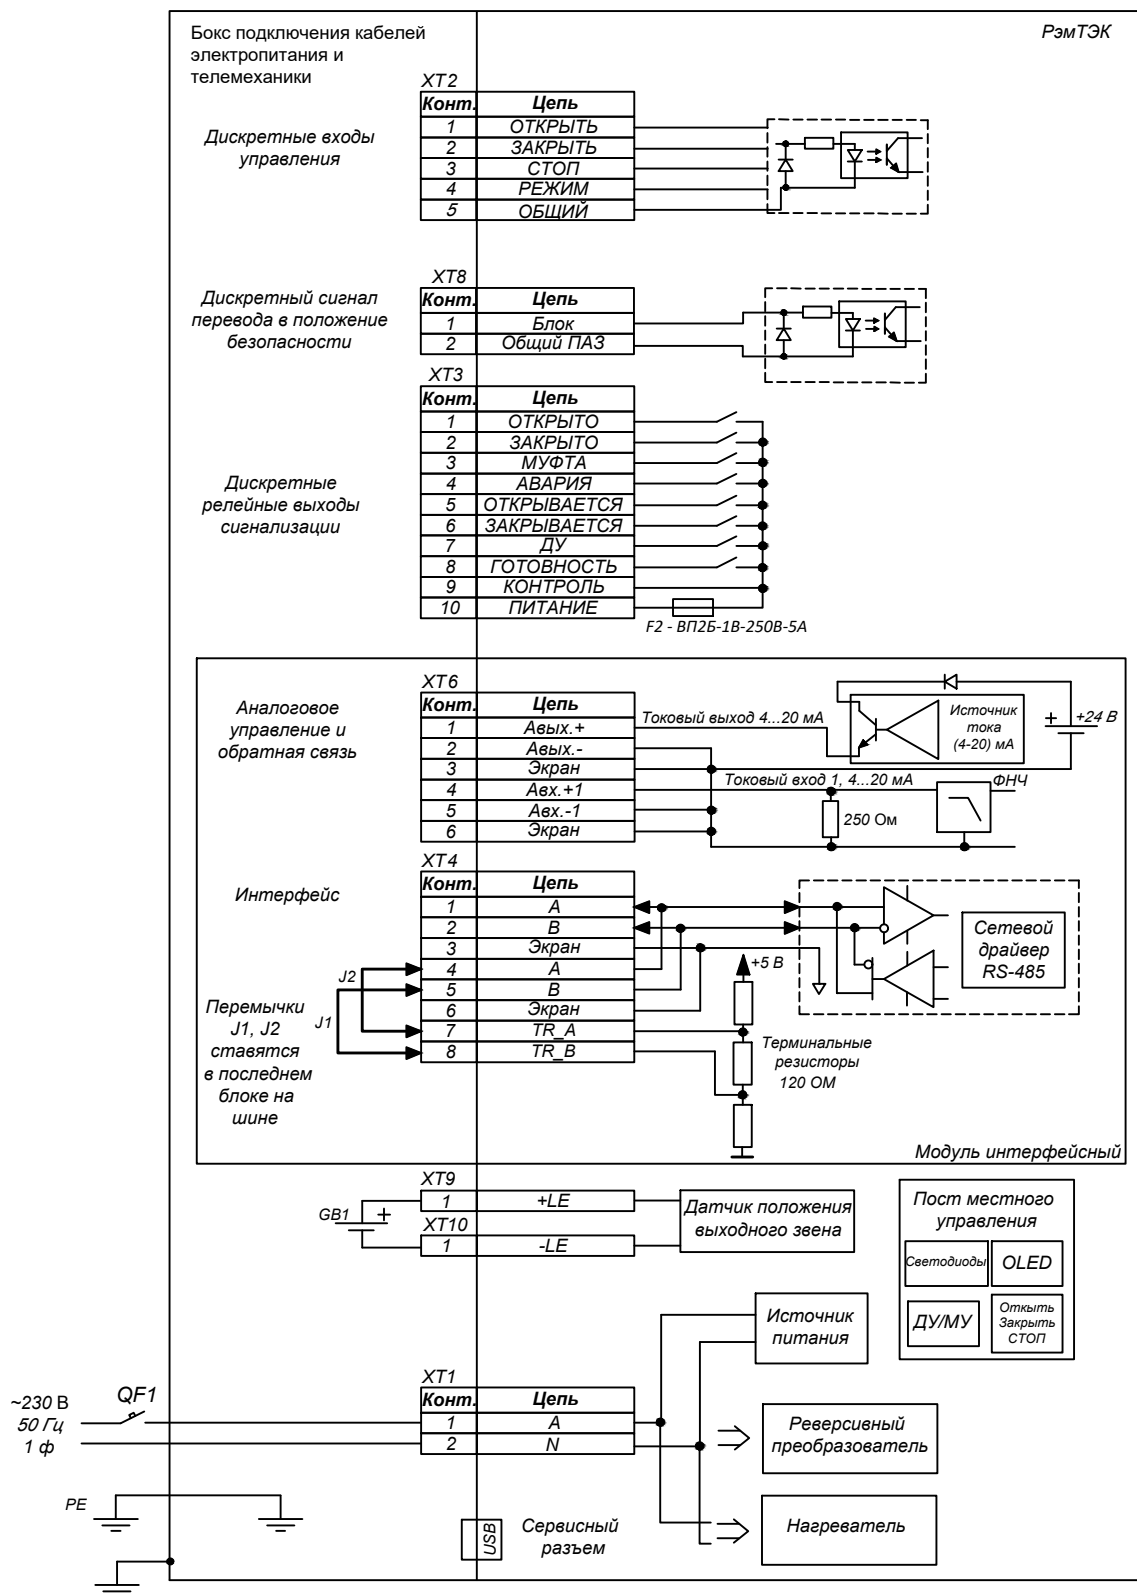 Бокс подключения кабелей
электропитания и
телемеханики
РэмТЭК
XT2
Конт. Цепь
Дискретные входы
управления
1 ОТКРЫТЬ
2 ЗАКРЫТЬ
3 СТОП
4 РЕЖИМ
5 ОБЩИЙ
XT8
Конт. Цепь
Дискретный сигнал
перевода в положение
безопасности
1 Блок
2 Общий ПАЗ
XT3
Конт. Цепь
Дискретные
релейные выходы
сигнализации
1 ОТКРЫТО
2 ЗАКРЫТО
3 МУФТА
4 АВАРИЯ
5 ОТКРЫВАЕТСЯ
6 ЗАКРЫВАЕТСЯ
7 ДУ
8 ГОТОВНОСТЬ
9 КОНТРОЛЬ
10 ПИТАНИЕ
F2 - ВП2Б-1В-250В-5А
XT6
Конт. Цепь
Аналоговое
управление и
обратная связь
1 Авых.+
2 Авых.-
3 Экран
4 Авх.+1
5 Авх.-1
6 Экран
Токовый выход 4...20 мА
Источник
тока
(4-20) мА
+
+24 В
Токовый вход 1, 4...20 мА
ФНЧ
250 Ом
XT4
Конт. Цепь
Интерфейс
1 A
2 B
3 Экран
4 A
5 B
6 Экран
7 TR_A
8 TR_B
J2
J1
Перемычки
J1, J2
ставятся
в последнем
блоке на
шине
+5 В
Терминальные
резисторы
120 ОМ
Сетевой
драйвер
RS-485
Модуль интерфейсный
XT9
1 +LE
GB1
+
XT10
1 -LE
Датчик положения
выходного звена
Пост местного
управления
Светодиоды
OLED
ДУ/МУ
Откыть
Закрыть
СТОП
Источник
питания
XT1
Конт. Цепь
1 A
2 N
~230 В
50 Гц
1 ф
QF1
Реверсивный
преобразователь
PE
USB
Сервисный
разъем
Нагреватель